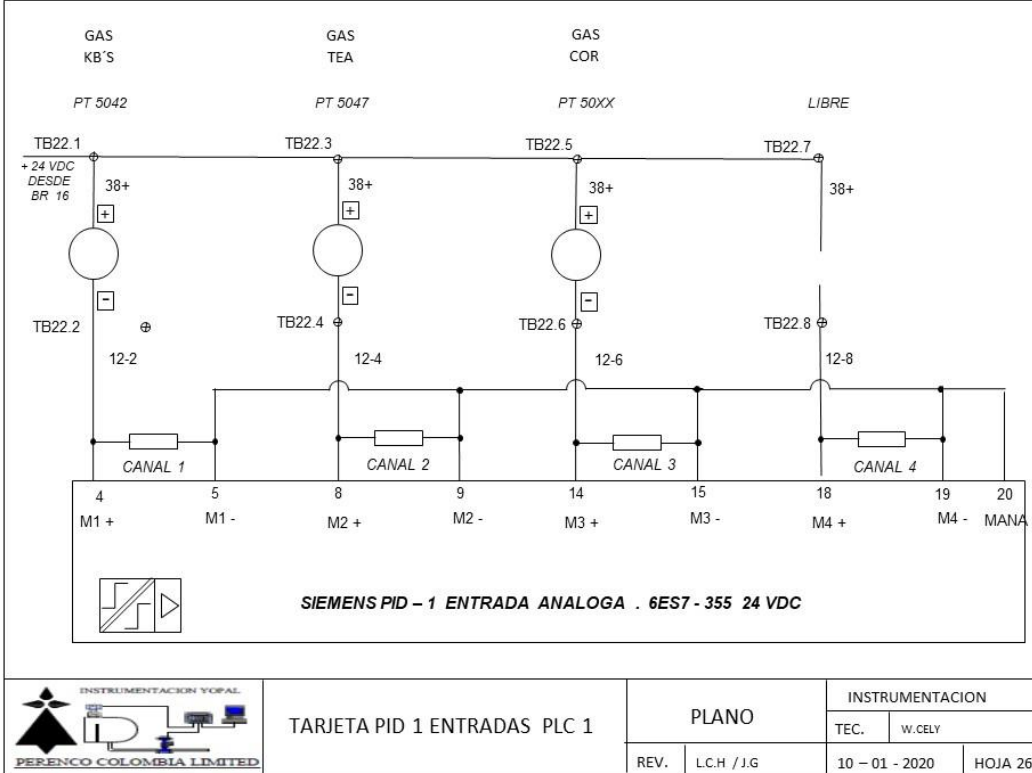 GAS GAS GAS
KB´S TEA COR
PT 5042 PT 5047 PT 50XX LIBRE
TB22.1 TB22.3 TB22.5 TB22.7
+ 24 VDC
DESDE
BR 16
38+ 38+ 38+ 38+
+ + +
- - -
TB22.2 TB22.4 TB22.6 TB22.8
12-2 12-4 12-6 12-8
CANAL 1 CANAL 2 CANAL 3 CANAL 4
4 5 8 9 14 15 18 19 20
M1 + M1 - M2 + M2 - M3 + M3 - M4 + M4 - MANA
SIEMENS PID – 1 ENTRADA ANALOGA . 6ES7 - 355 24 VDC
INSTRUMENTACION YOPAL
I
PERENCO COLOMBIA LIMITED
TARJETA PID 1 ENTRADAS PLC 1
PLANO
REV. L.C.H / J.G
INSTRUMENTACION
TEC. W.CELY
10 – 01 - 2020 HOJA 26